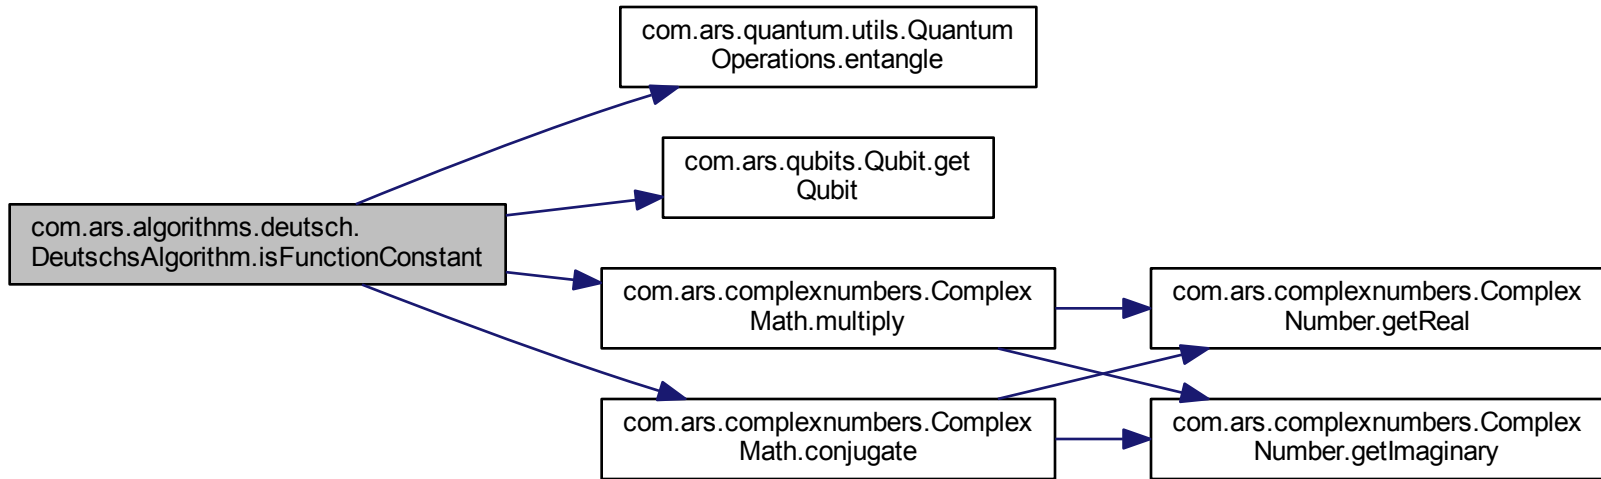 com.ars.quantum.utils.Quantum
Operations.entangle
com.ars.qubits.Qubit.get
Qubit
com.ars.algorithms.deutsch.
DeutschsAlgorithm.isFunctionConstant
com.ars.complexnumbers.Complex
Math.multiply
com.ars.complexnumbers.Complex
Number.getReal
com.ars.complexnumbers.Complex
Math.conjugate
com.ars.complexnumbers.Complex
Number.getImaginary